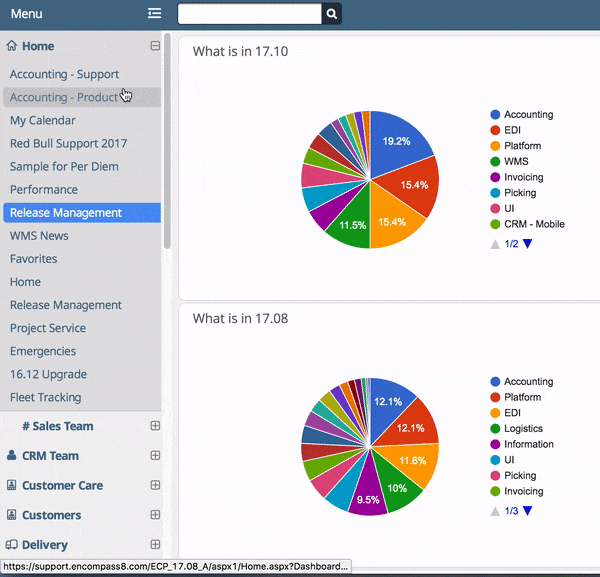 Menu
Home
Accounting - Support
Accounting - Product
My Calendar
Red Bull Support 2017
Sample for Per Diem
Performance
Release Management
WMS News
Favorites
Home
Release Management
Project Service
Emergencies
16.12 Upgrade
Fleet Tracking
# Sales Team
CRM Team
Customer Care
Customers
Delivery
https://support.encompass8.com/ECP_17.08_A/aspx1/Home.aspx?Dashboard...
What is in 17.10
19.2%
15.4%
15.4%
11.5%
Accounting
EDI
Platform
WMS
Invoicing
Picking
UI
CRM - Mobile
1/2
What is in 17.08
12.1%
12.1%
11.6%
10%
9.5%
Accounting
Platform
EDI
Logistics
Information
UI
Picking
Invoicing
1/3